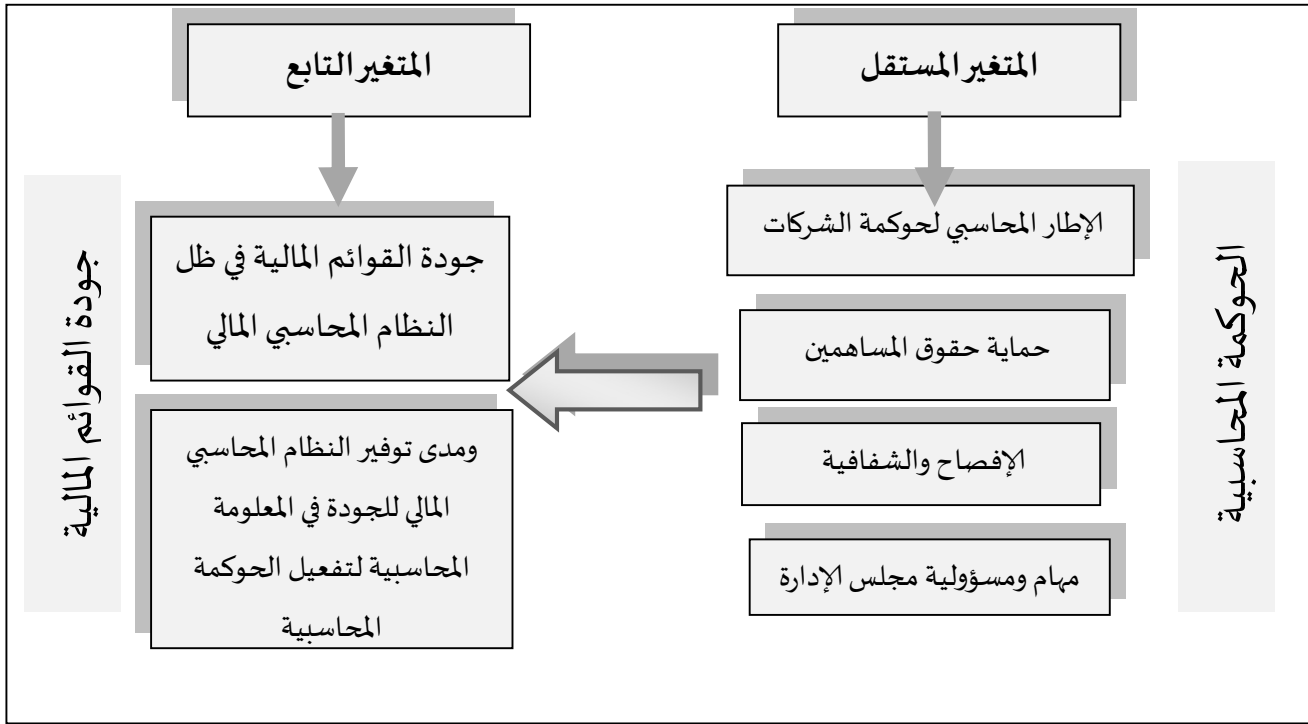 المتغير المستقل
المتغير التابع
الحوكمة المحاسبية
الإطار المحاسبي لحوكمة الشركات
حماية حقوق المساهمين
الإفصاح والشفافية
مهام ومسؤولية مجلس الإدارة
جودة القوائم المالية في ظل
النظام المحاسبي المالي
ومدى توفير النظام المحاسبي
المالي للجودة في المعلومة
المحاسبية لتفعيل الحوكمة
المحاسبية
جودة القوائم المالية